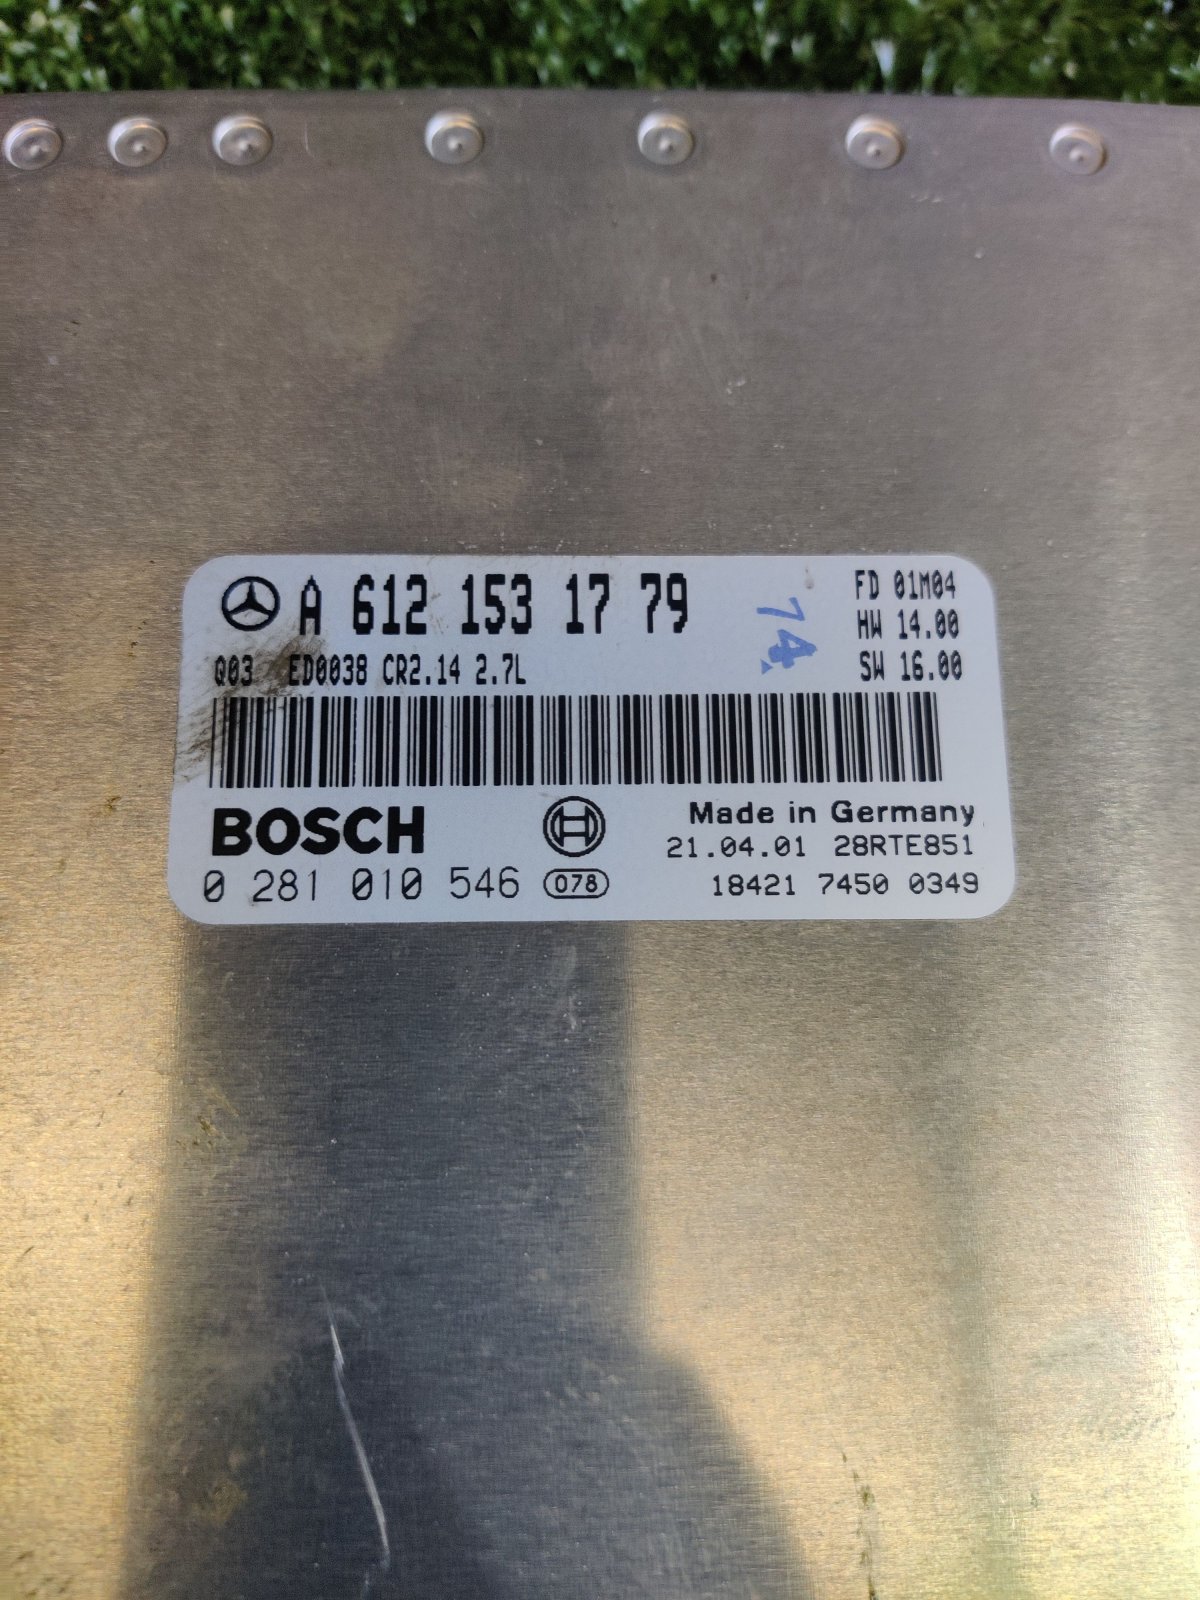 A 612 153 17 79
Q03 ED0038 CR2.14 2.7L
74
FD 01M04
HW 14.00
SW 16.00
BOSCH
0 281 010 546 078
Made in Germany
21.04.01 28RTE851
18421 7450 0349